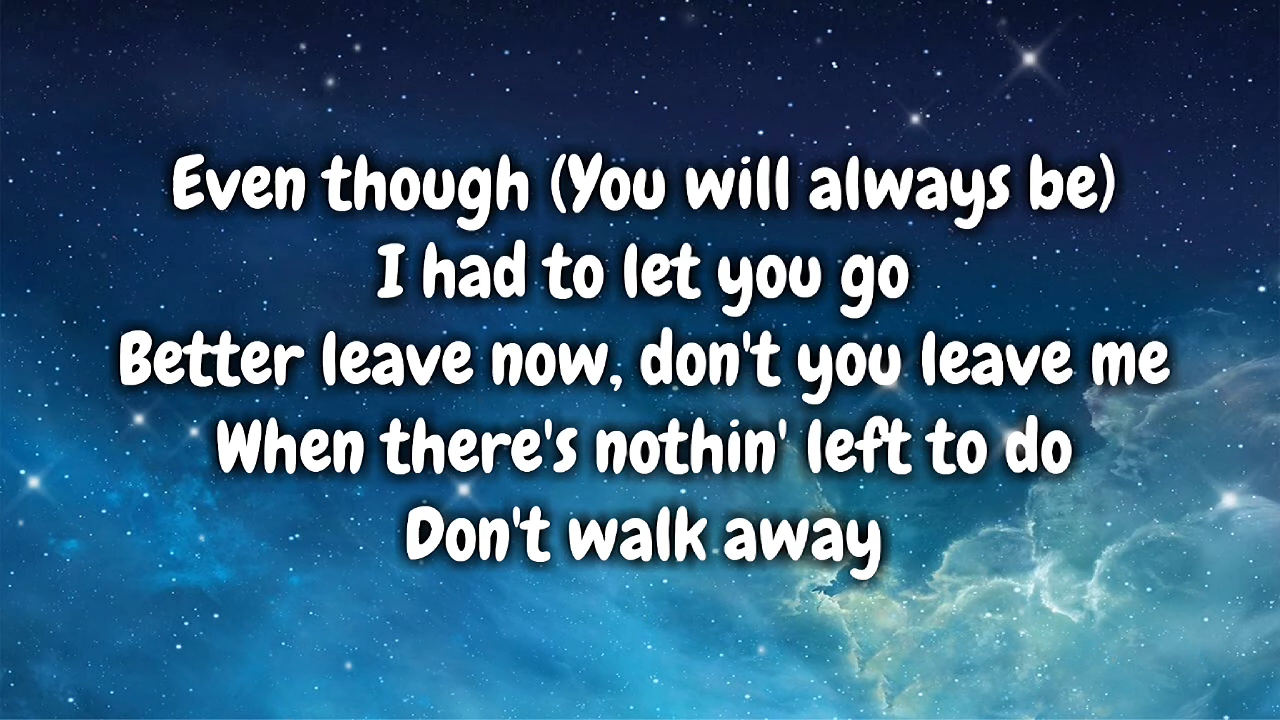 Even though (You will always be)
I had to let you go
Better leave now, don't you leave me
When there's nothin' left to do
Don't walk away